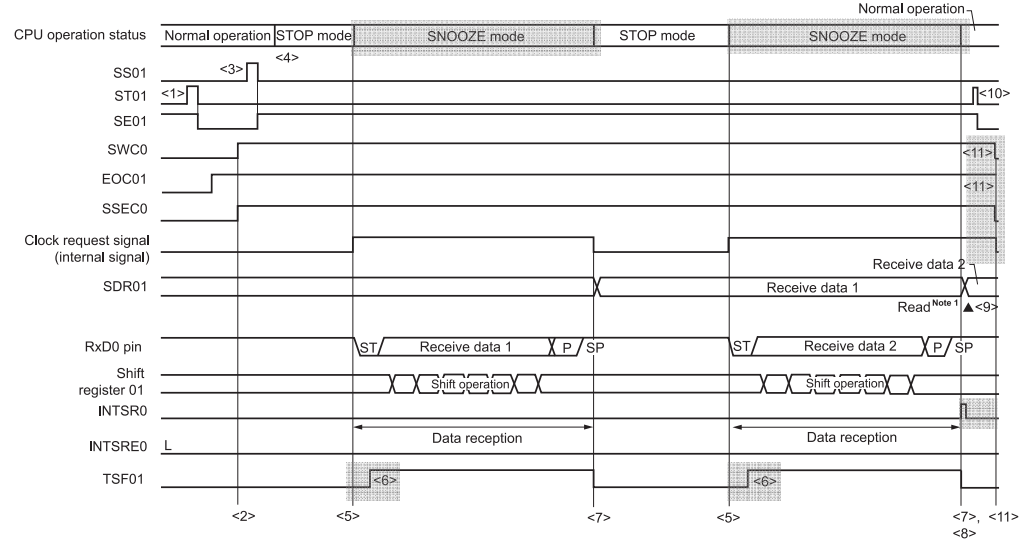 Normal operation
CPU operation status Normal operation STOP mode SNOOZE mode STOP mode SNOOZE mode
<4>
SS01 <3>
ST01 <1> <10>
SE01
SWC0 <11>
EOC01 <11>
SSEC0
Clock request signal
(internal signal)
Receive data 2
SDR01 Receive data 1
Read Note 1 ▲<9>
RxD0 pin ST Receive data 1 P SP ST Receive data 2 P SP
Shift
register 01 Shift operation Shift operation
INTSR0
Data reception Data reception
INTSRE0 L
TSF01 <6> <6>
<2> <5> <7> <5> <7>, <11>
<8>